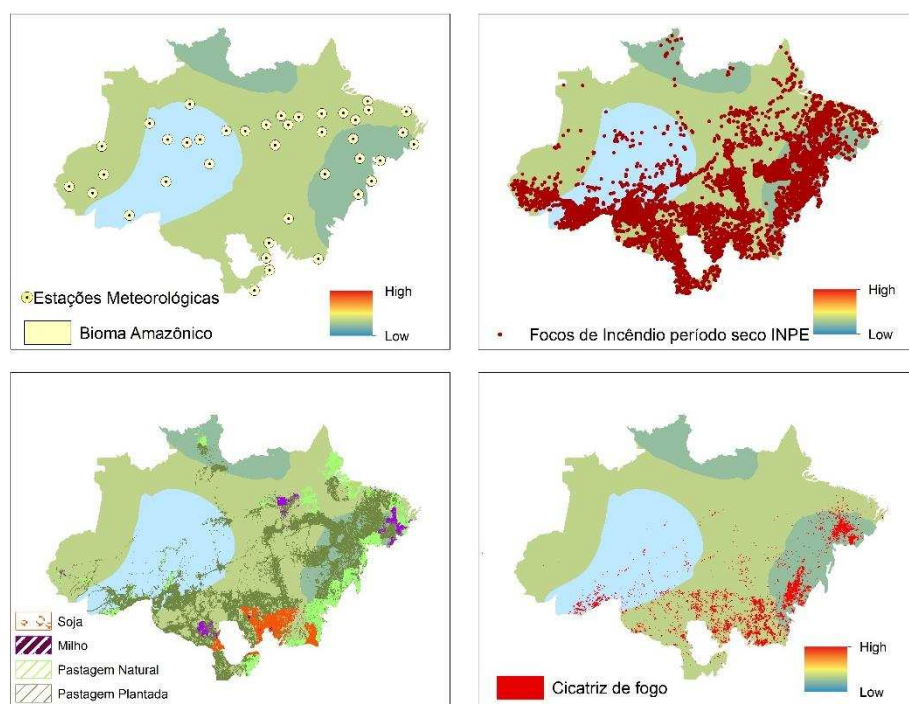 Estações Meteorológicas
Bioma Amazônico
High
Low
High
Low
Focos de Incêndio período seco INPE
Soja
Milho
Pastagem Natural
Pastagem Plantada
Cicatriz de fogo
High
Low